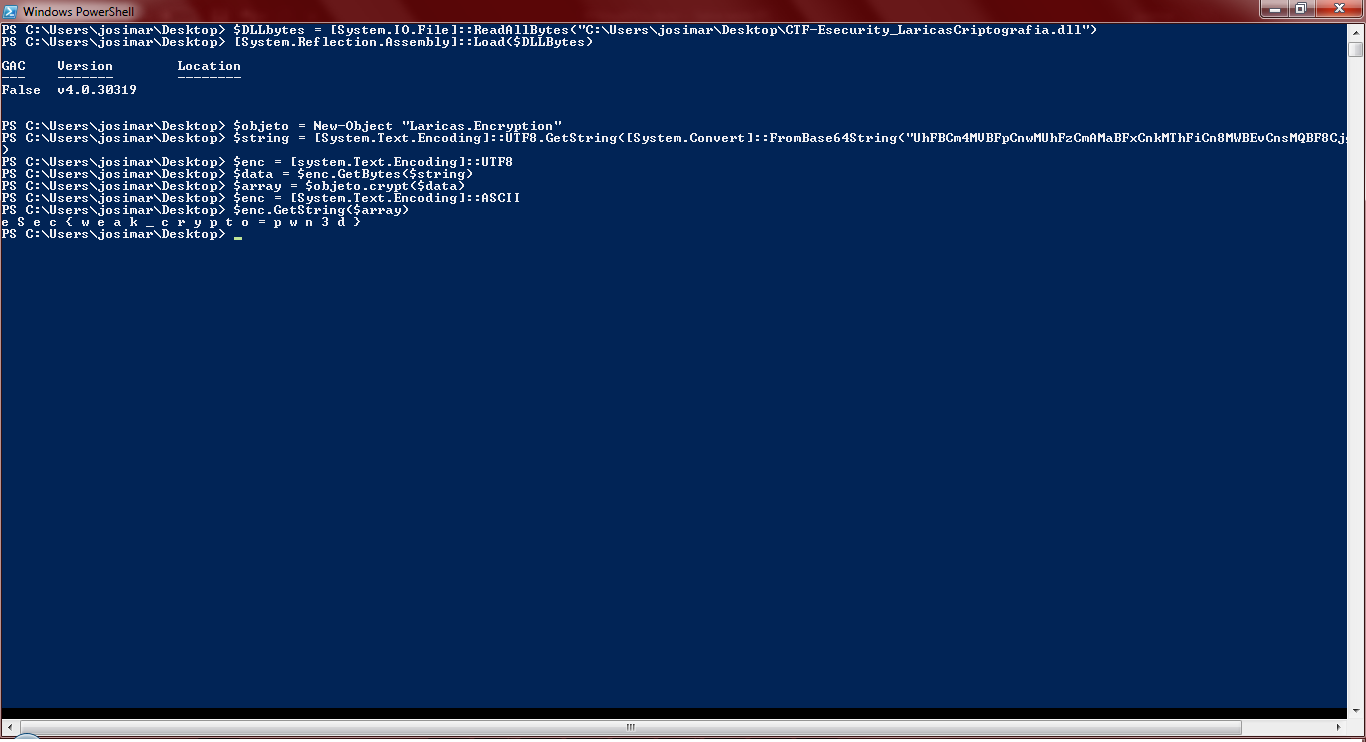 Windows PowerShell
PS C:\Users\josimar\Desktop> $DLLbytes = [System.IO.File]::ReadAllBytes("C:\Users\josimar\Desktop\CTF-Esecurity_LaricasCriptografia.dll")
PS C:\Users\josimar\Desktop> [System.Reflection.Assembly]::Load($DLLBytes)
GAC    Version        Location
---    -------        --------
False  v4.0.30319
PS C:\Users\josimar\Desktop> $objeto = New-Object "Laricas.Encryption"
PS C:\Users\josimar\Desktop> $string = [System.Text.Encoding]::UTF8.GetString([System.Convert]::FromBase64String("UhFBCm4MVBFpCnwMUhFzCmAMaBFxCnkMThFiCn8MWBEvCnsMQBF8Cjg
)
PS C:\Users\josimar\Desktop> $enc = [system.Text.Encoding]::UTF8
PS C:\Users\josimar\Desktop> $data = $enc.GetBytes($string)
PS C:\Users\josimar\Desktop> $array = $objeto.crypt($data)
PS C:\Users\josimar\Desktop> $enc = [System.Text.Encoding]::ASCII
PS C:\Users\josimar\Desktop> $enc.GetString($array)
e S e c { w e a k _ c r y p t o = p w n 3 d }
PS C:\Users\josimar\Desktop> _